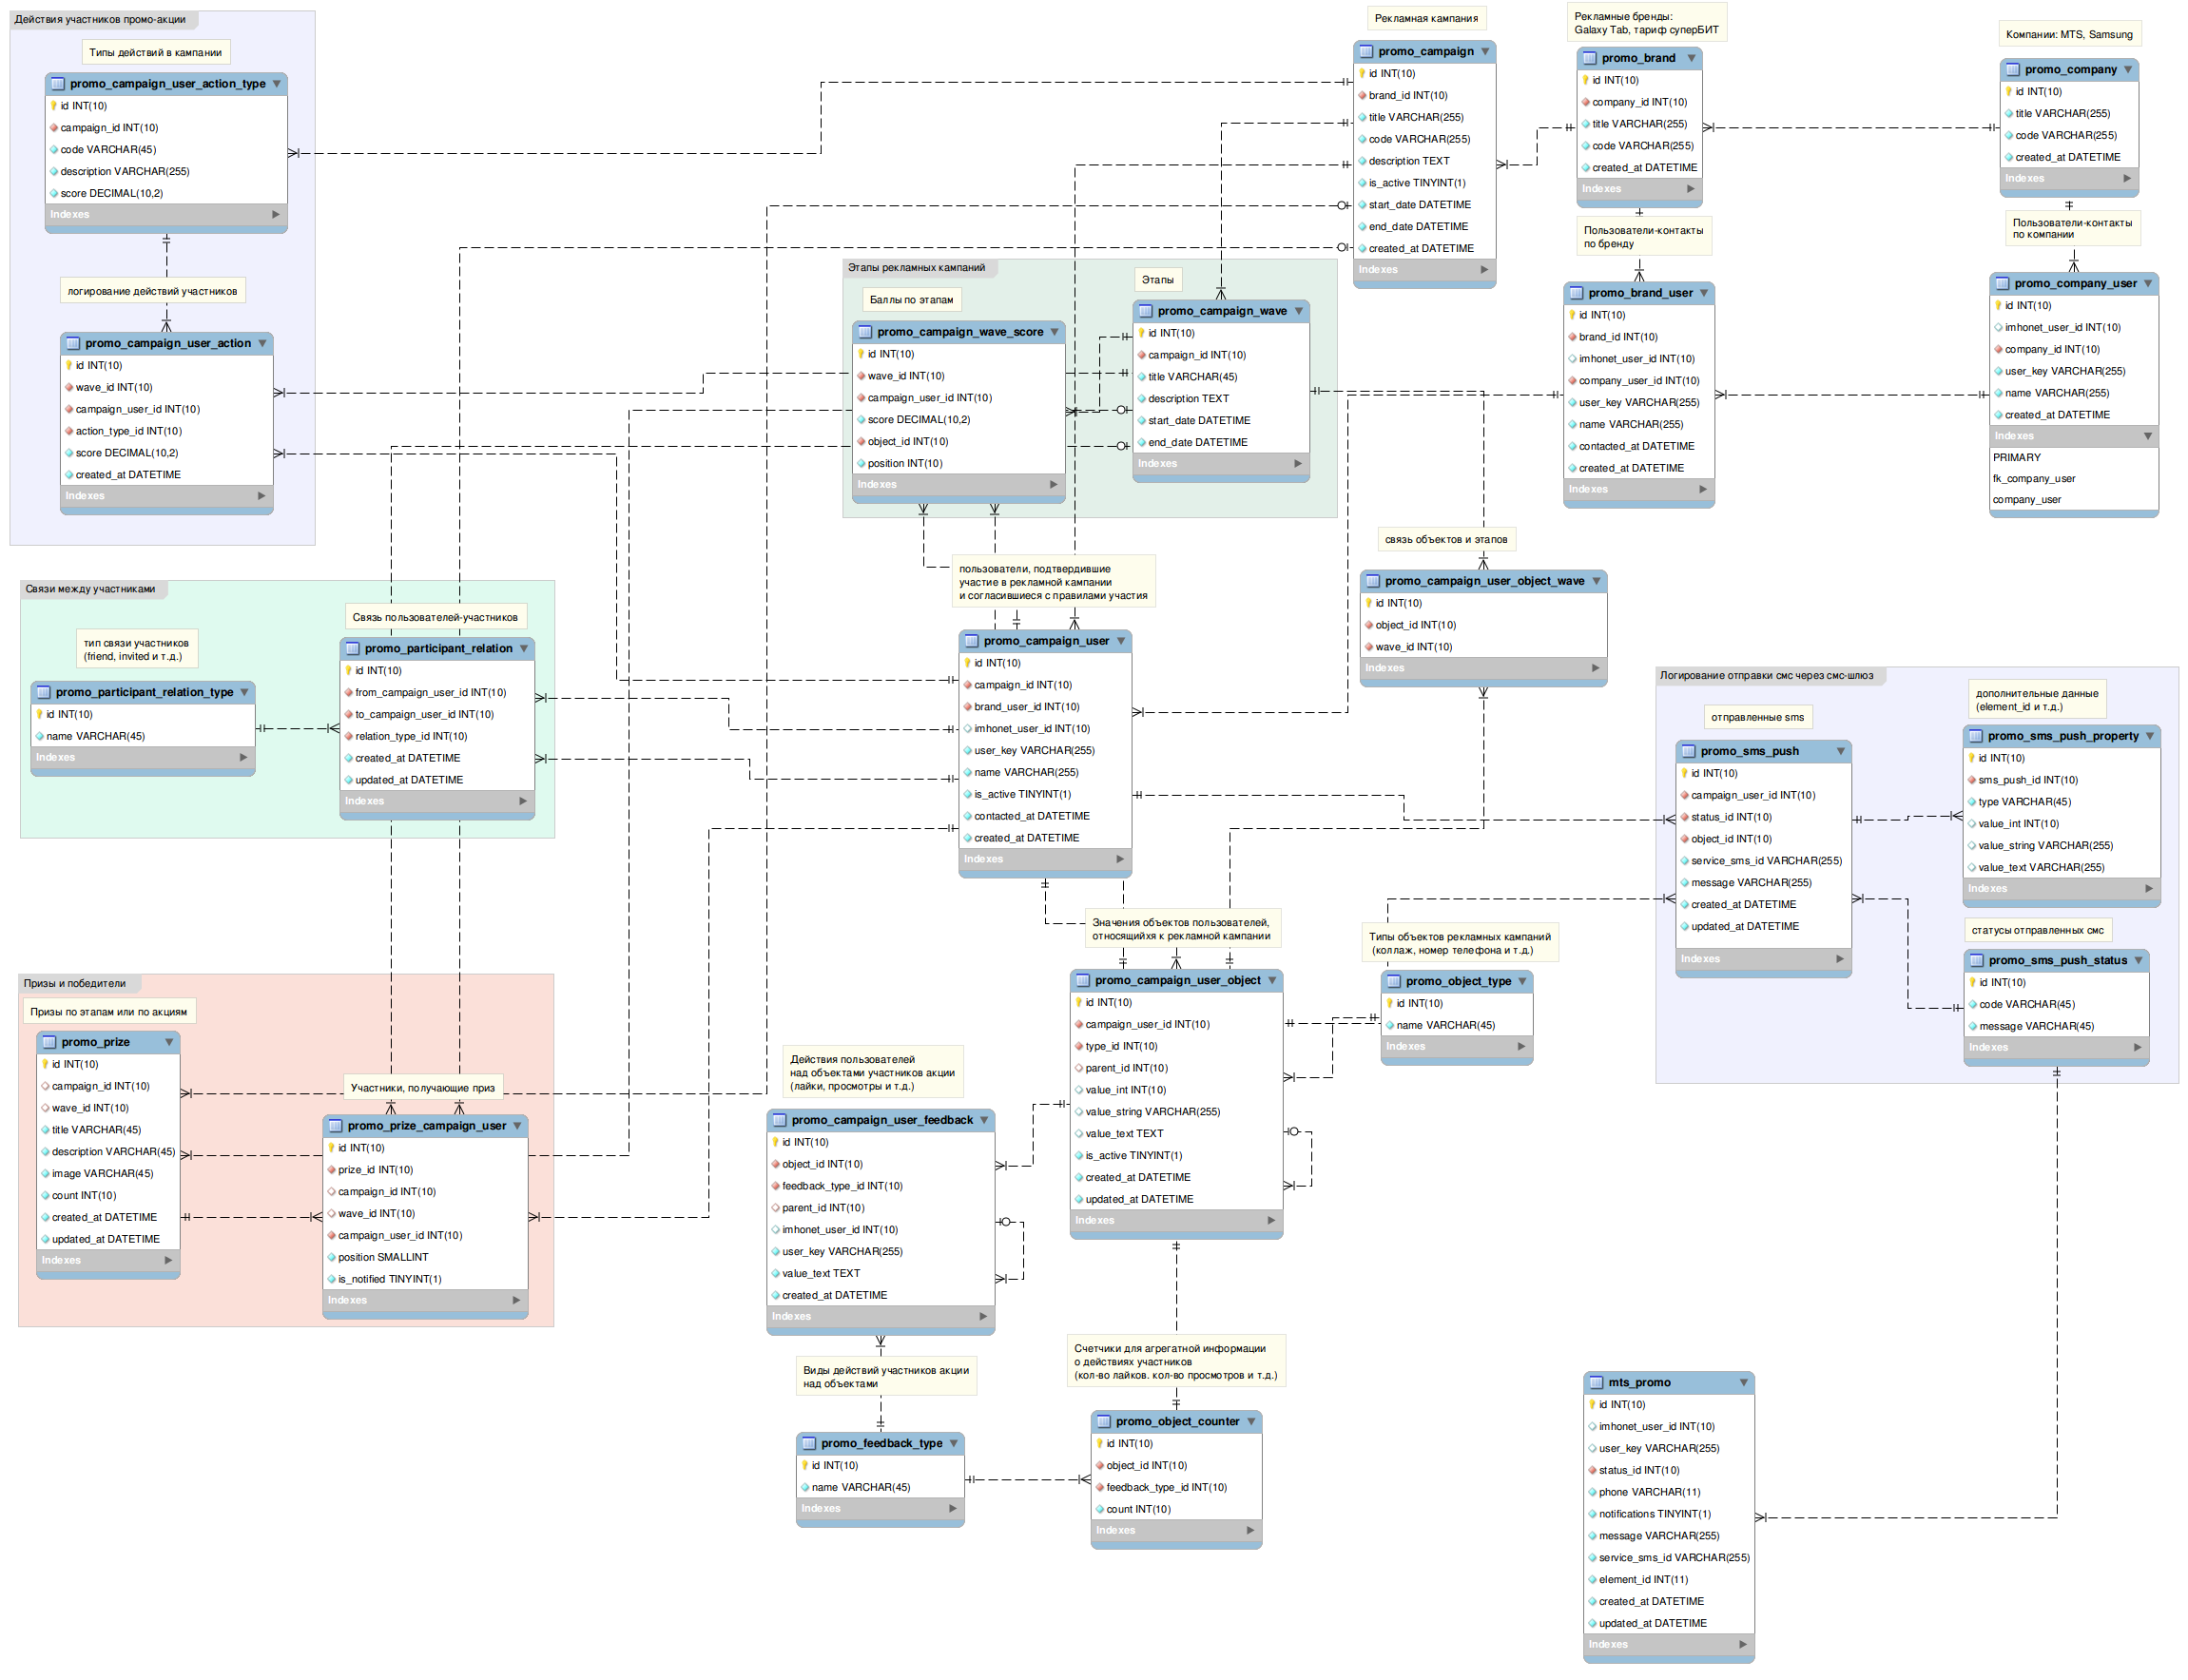 Действия участников промо-акции
Типы действий в кампании
promo_campaign_user_action_type
id INT(10)
campaign_id INT(10)
code VARCHAR(45)
description VARCHAR(255)
score DECIMAL(10,2)
Indexes
логирование действий участников
promo_campaign_user_action
id INT(10)
wave_id INT(10)
campaign_user_id INT(10)
action_type_id INT(10)
score DECIMAL(10,2)
created_at DATETIME
Indexes
Рекламная кампания
promo_campaign
id INT(10)
brand_id INT(10)
title VARCHAR(255)
code VARCHAR(255)
description TEXT
is_active TINYINT(1)
start_date DATETIME
end_date DATETIME
created_at DATETIME
Indexes
Рекламные бренды:
Galaxy Tab, тариф суперБИТ
promo_brand
id INT(10)
company_id INT(10)
title VARCHAR(255)
code VARCHAR(255)
created_at DATETIME
Indexes
Компании: MTS, Samsung
promo_company
id INT(10)
title VARCHAR(255)
code VARCHAR(255)
created_at DATETIME
Indexes
Пользователи-контакты
по бренду
promo_brand_user
id INT(10)
brand_id INT(10)
imhonet_user_id INT(10)
company_user_id INT(10)
user_key VARCHAR(255)
name VARCHAR(255)
contacted_at DATETIME
created_at DATETIME
Indexes
Пользователи-контакты
по компании
promo_company_user
id INT(10)
imhonet_user_id INT(10)
company_id INT(10)
user_key VARCHAR(255)
name VARCHAR(255)
created_at DATETIME
Indexes
PRIMARY
fk_company_user
company_user
Этапы рекламных кампаний
Баллы по этапам
promo_campaign_wave_score
id INT(10)
wave_id INT(10)
campaign_user_id INT(10)
score DECIMAL(10,2)
object_id INT(10)
position INT(10)
Indexes
Этапы
promo_campaign_wave
id INT(10)
campaign_id INT(10)
title VARCHAR(45)
description TEXT
start_date DATETIME
end_date DATETIME
Indexes
связь объектов и этапов
promo_campaign_user_object_wave
id INT(10)
object_id INT(10)
wave_id INT(10)
Indexes
пользователи, подтвердившие
участие в рекламной кампании
и согласившиеся с правилами участия
promo_campaign_user
id INT(10)
campaign_id INT(10)
brand_user_id INT(10)
imhonet_user_id INT(10)
user_key VARCHAR(255)
name VARCHAR(255)
is_active TINYINT(1)
contacted_at DATETIME
created_at DATETIME
Indexes
Связи между участниками
тип связи участников
(friend, invited и т.д.)
promo_participant_relation_type
id INT(10)
name VARCHAR(45)
Indexes
Связь пользователей-участников
promo_participant_relation
id INT(10)
from_campaign_user_id INT(10)
to_campaign_user_id INT(10)
relation_type_id INT(10)
created_at DATETIME
updated_at DATETIME
Indexes
Логирование отправки смс через смс-шлюз
отправленные sms
promo_sms_push
id INT(10)
campaign_user_id INT(10)
status_id INT(10)
object_id INT(10)
service_sms_id VARCHAR(255)
message VARCHAR(255)
created_at DATETIME
updated_at DATETIME
Indexes
дополнительные данные
(element_id и т.д.)
promo_sms_push_property
id INT(10)
sms_push_id INT(10)
type VARCHAR(45)
value_int INT(10)
value_string VARCHAR(255)
value_text VARCHAR(255)
Indexes
статусы отправленных смс
promo_sms_push_status
id INT(10)
code VARCHAR(45)
message VARCHAR(45)
Indexes
Призы и победители
Призы по этапам или по акциям
promo_prize
id INT(10)
campaign_id INT(10)
wave_id INT(10)
title VARCHAR(45)
description VARCHAR(45)
image VARCHAR(45)
count INT(10)
created_at DATETIME
updated_at DATETIME
Indexes
Участники, получающие приз
promo_prize_campaign_user
id INT(10)
prize_id INT(10)
campaign_id INT(10)
wave_id INT(10)
campaign_user_id INT(10)
position SMALLINT
is_notified TINYINT(1)
Indexes
Действия пользователей
над объектами участников акции
(лайки, просмотры и т.д.)
promo_campaign_user_feedback
id INT(10)
object_id INT(10)
feedback_type_id INT(10)
parent_id INT(10)
imhonet_user_id INT(10)
user_key VARCHAR(255)
value_text TEXT
created_at DATETIME
Indexes
Значения объектов пользователей,
относящийхя к рекламной кампании
promo_campaign_user_object
id INT(10)
campaign_user_id INT(10)
type_id INT(10)
parent_id INT(10)
value_int INT(10)
value_string VARCHAR(255)
value_text TEXT
is_active TINYINT(1)
created_at DATETIME
updated_at DATETIME
Indexes
Типы объектов рекламных кампаний
(коллаж, номер телефона и т.д.)
promo_object_type
id INT(10)
name VARCHAR(45)
Indexes
Виды действий участников акции
над объектами
promo_feedback_type
id INT(10)
name VARCHAR(45)
Indexes
Счетчики для агрегатной информации
о действиях участников
(кол-во лайков. кол-во просмотров и т.д.)
promo_object_counter
id INT(10)
object_id INT(10)
feedback_type_id INT(10)
count INT(10)
Indexes
mts_promo
id INT(10)
imhonet_user_id INT(10)
user_key VARCHAR(255)
status_id INT(10)
phone VARCHAR(11)
notifications TINYINT(1)
message VARCHAR(255)
service_sms_id VARCHAR(255)
element_id INT(11)
created_at DATETIME
updated_at DATETIME
Indexes